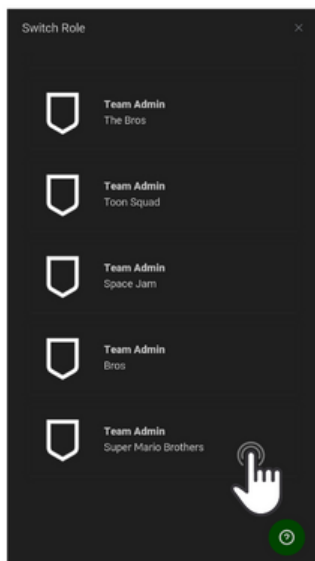 Switch Role
Team Admin
The Bros
Team Admin
Toon Squad
Team Admin
Space Jam
Team Admin
Bros
Team Admin
Super Mario Brothers